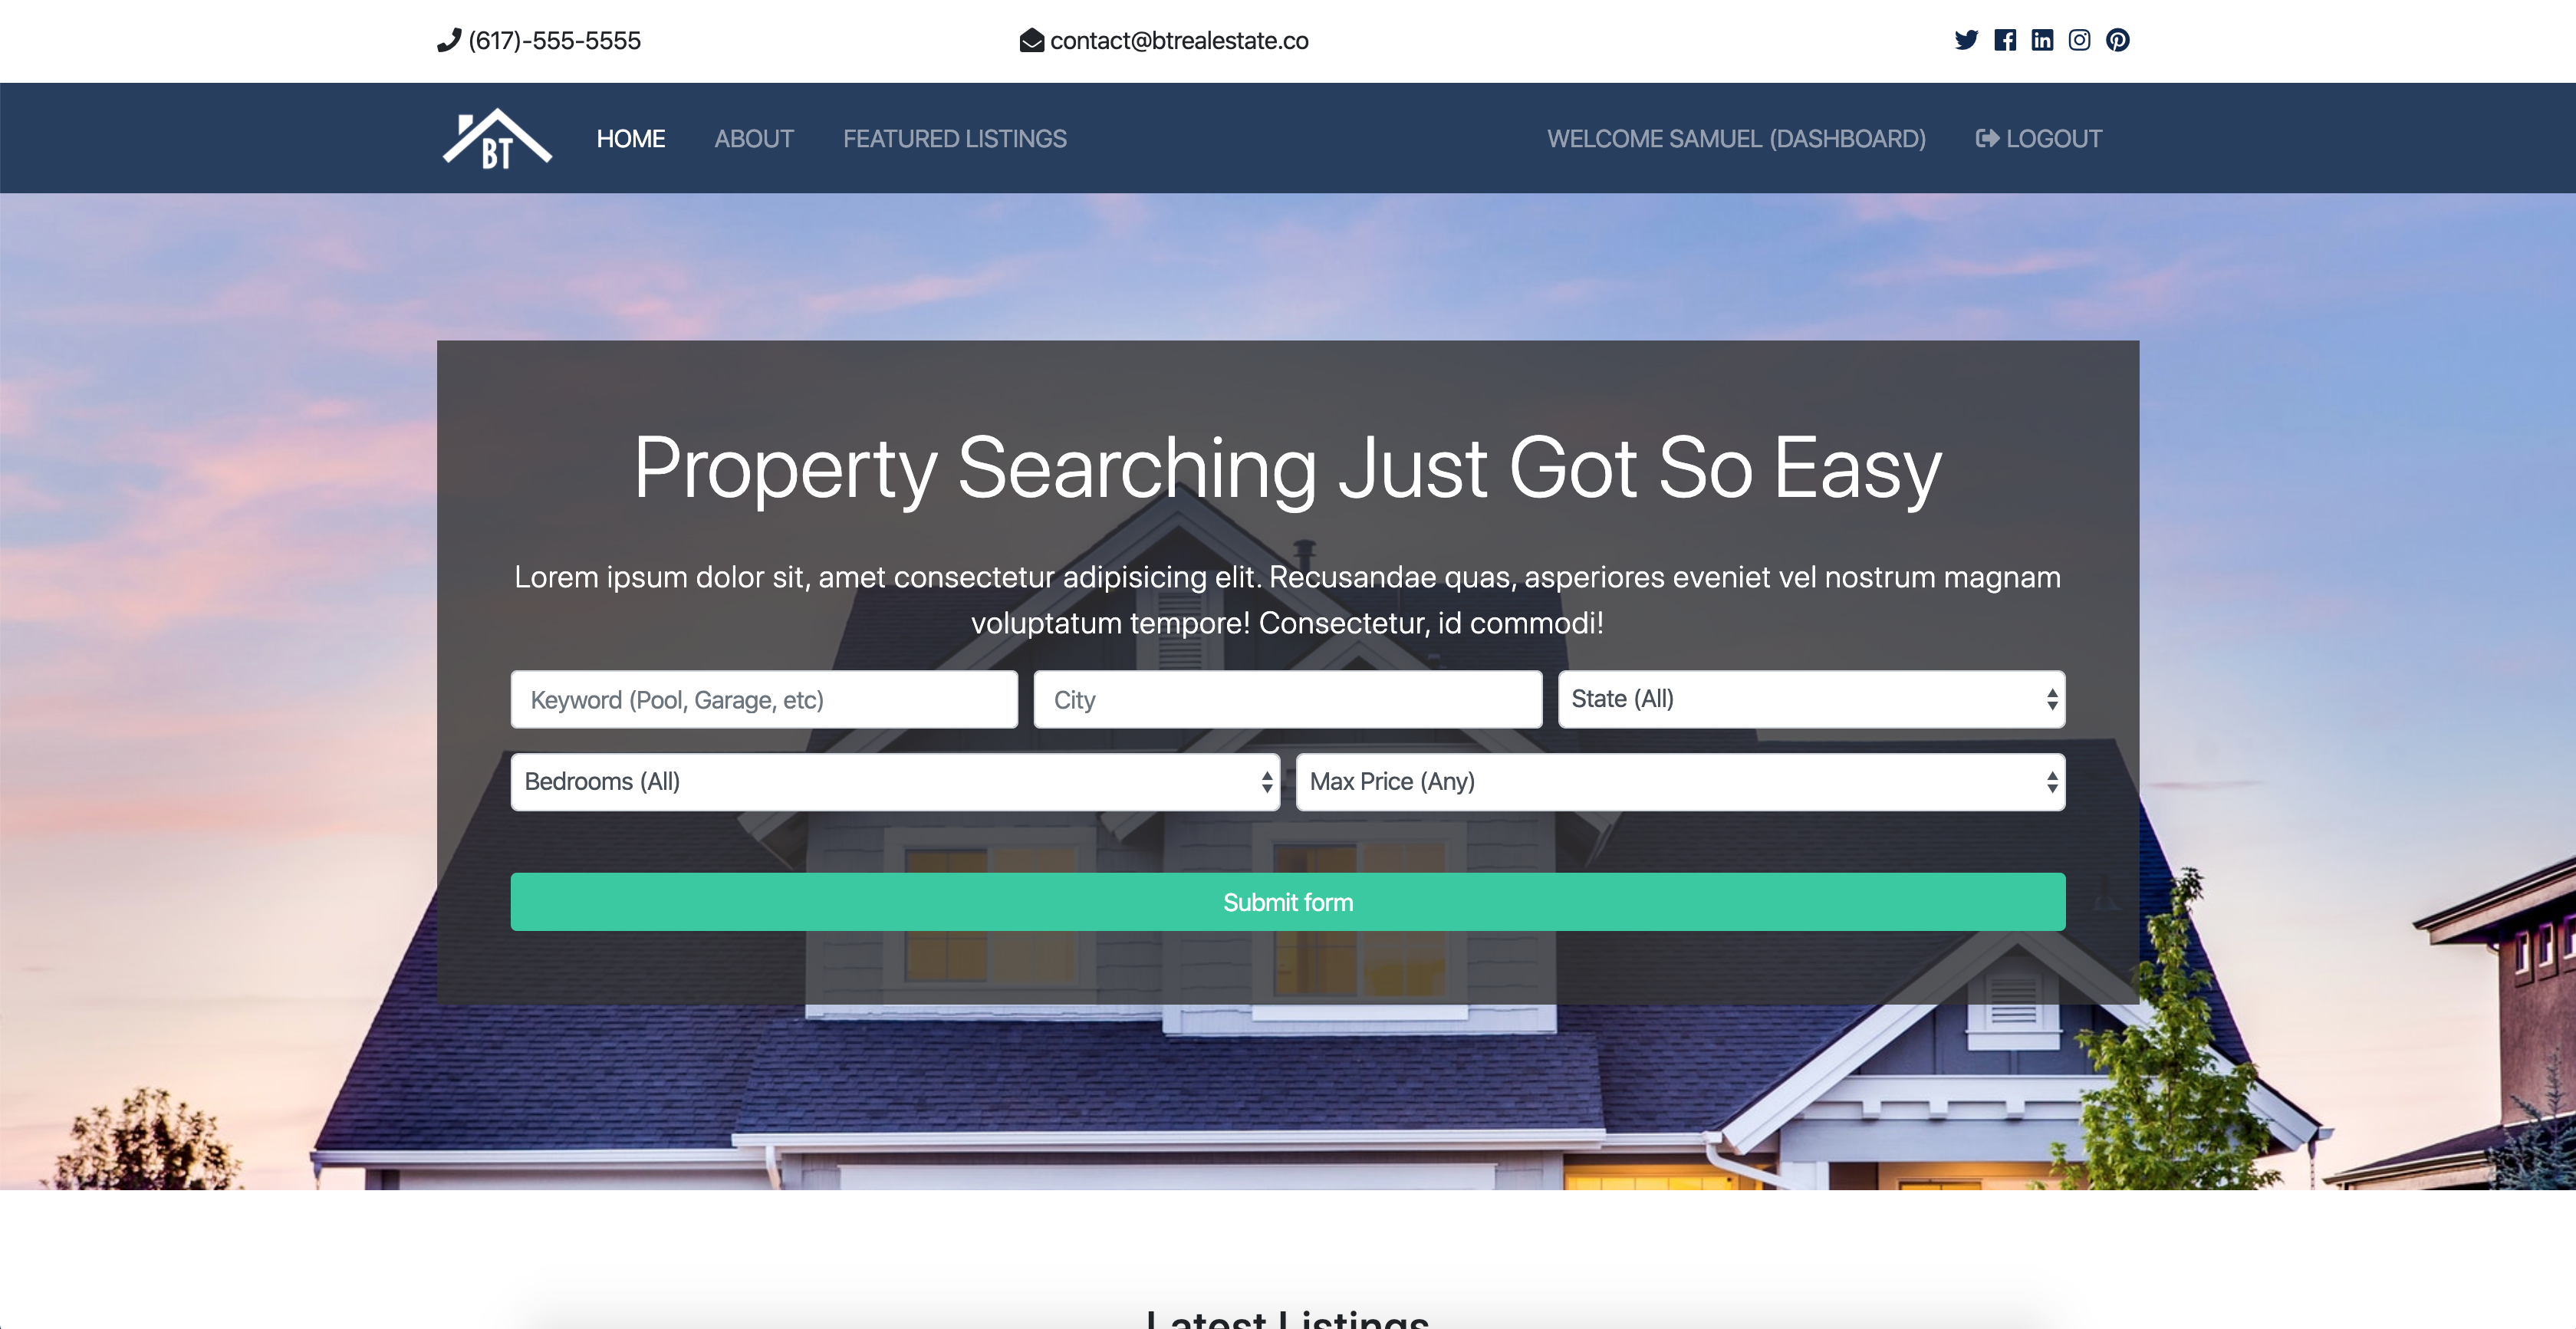 (617)-555-5555
contact@btrealestate.co
BT
HOME
ABOUT
FEATURED LISTINGS
WELCOME SAMUEL (DASHBOARD)
LOGOUT
Property Searching Just Got So Easy
Lorem ipsum dolor sit, amet consectetur adipisicing elit. Recusandae quas, asperiores eveniet vel nostrum magnam
voluptatum tempore! Consectetur, id commodi!
Keyword (Pool, Garage, etc)
City
State (All)
Bedrooms (All)
Max Price (Any)
Submit form
Latest Listings